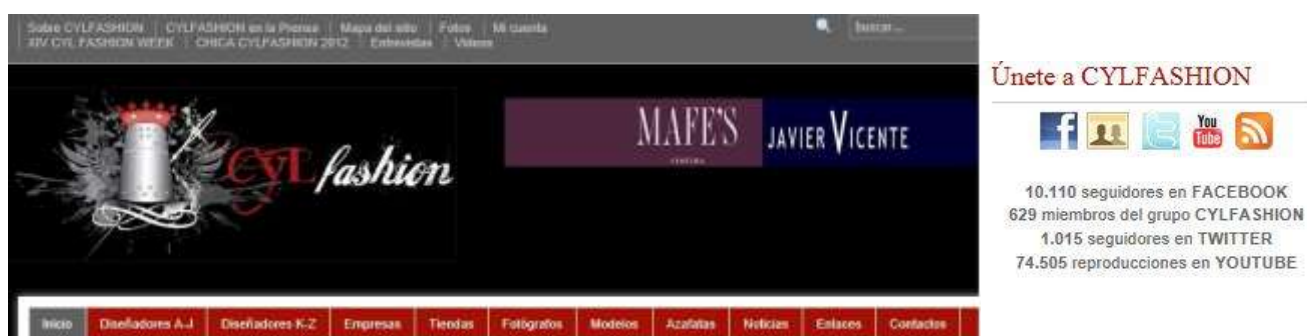 Sobre CYLFASHION | CYLFASHION en la Prensa | Mapa del sitio | Fotos | Mi cuenta
XIV CYL FASHION WEEK | CHICA CYLFASHION 2012 | Entrevistas | Videos
buscar...
CYL fashion
MAFE'S
JAVIER VICENTE
Inicio Diseñadores A-J Diseñadores K-Z Empresas Tiendas Fotógrafos Modelos Azafatas Noticias Enlaces Contactos
Únete a CYLFASHION
You
Tube
10.110 seguidores en FACEBOOK
629 miembros del grupo CYLFASHION
1.015 seguidores en TWITTER
74.505 reproducciones en YOUTUBE